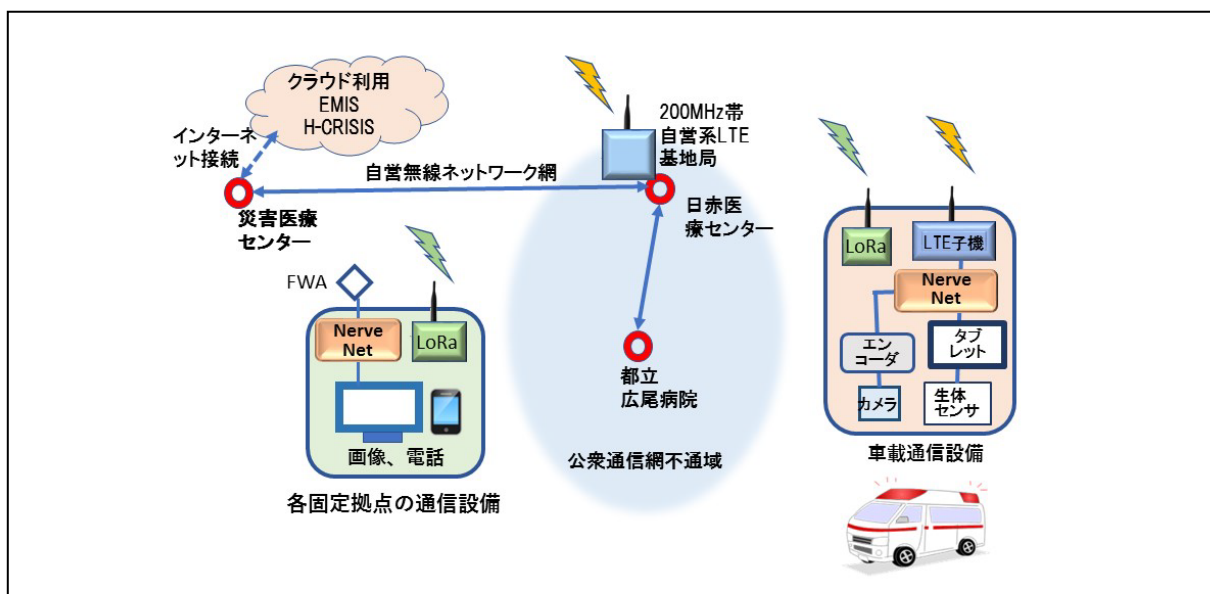 クラウド利用
EMIS
H-CRISIS
インターネ
ット接続
自営無線ネットワーク網
200MHz帯
自営系LTE
基地局
災害医療
センター
日赤医
療センター
FWA
Nerve
Net
LoRa
画像、電話
各固定拠点の通信設備
都立
広尾病院
公衆通信網不通域
LoRa
LTE子機
Nerve
Net
エン
コーダ
タブ
レット
カメラ
生体
センサ
車載通信設備